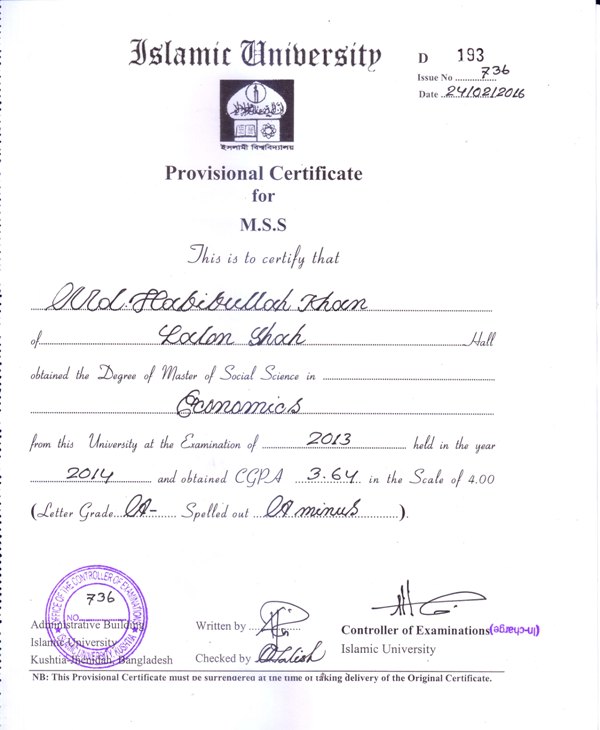 Islamic University
D 193
Issue No 736
Date 24/02/2016
ইসলামী বিশ্ববিদ্যালয়
Provisional Certificate
for
M.S.S
This is to certify that
Md. Habibullah Khan
of Lalon Shah Hall
obtained the Degree of Master of Social Science in
Economics
from this University at the Examination of 2013 held in the year
2014 and obtained CGPA 3.64 in the Scale of 4.00
(Letter Grade A- Spelled out A minus).
OFFICE OF THE CONTROLLER OF EXAMINATIONS
NO. 736
ISLAMIC UNIVERSITY KUSHTIA
Administrative Building
Islamic University
Kushtia-Jhenidah, Bangladesh
Written by
Checked by
Controller of Examinations (In-charge)
Islamic University
NB: This Provisional Certificate must be surrendered at the time of taking delivery of the Original Certificate.